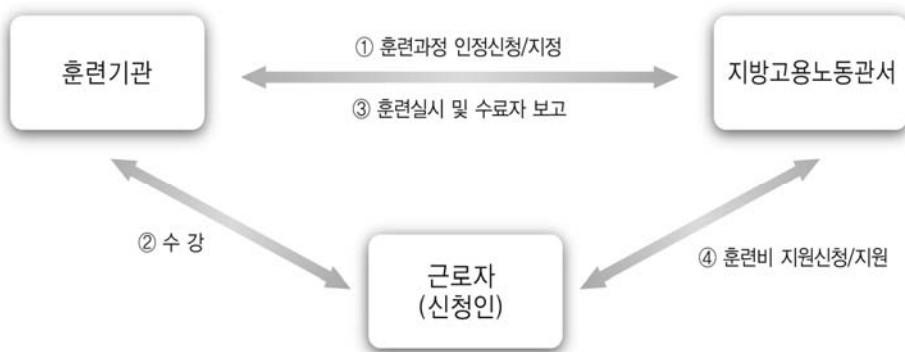 ① 훈련과정 인정신청/지정
훈련기관
지방고용노동관서
③ 훈련실시 및 수료자 보고
② 수 강
④ 훈련비 지원신청/지원
근로자
(신청인)